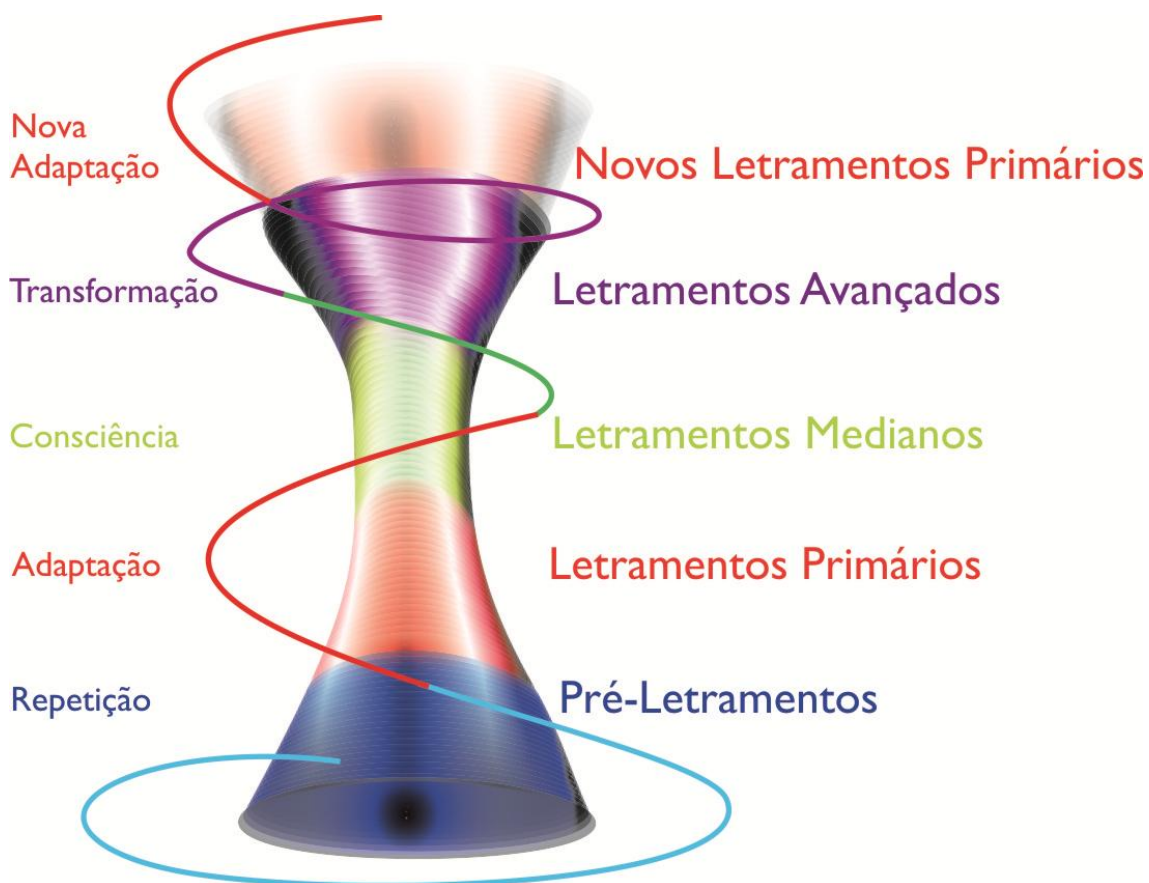 Nova
Adaptação
Novos Letramentos Primários
Transformação
Letramentos Avançados
Consciência
Letramentos Medianos
Adaptação
Letramentos Primários
Repetição
Pré-Letramentos